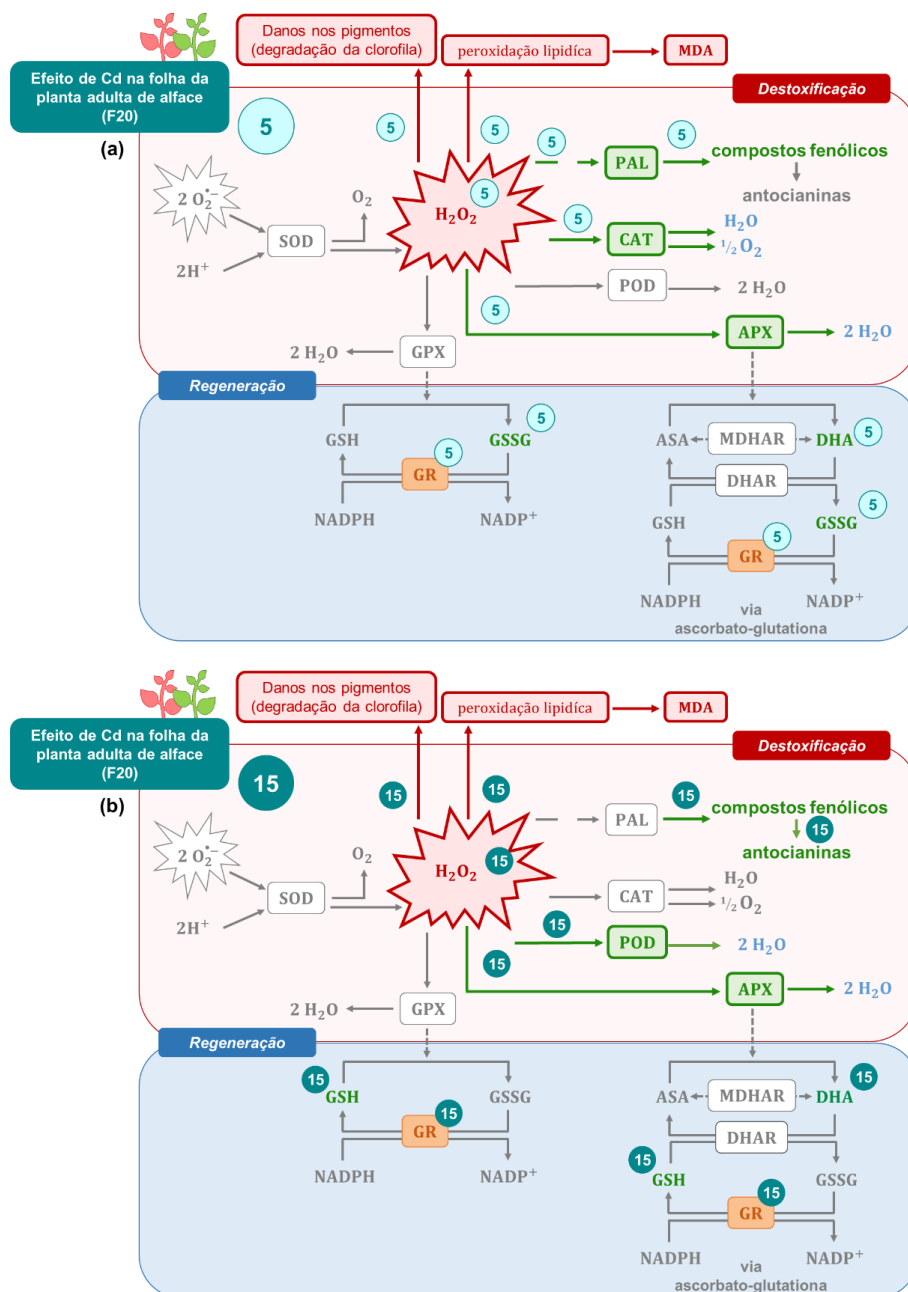 Danos nos pigmentos
(degradação da clorofila)
peroxidação lipidíca
MDA
Efeito de Cd na folha da
planta adulta de alface
(F20)
(a)
5
Destoxificação
5
5
5
PAL
5
compostos fenólicos
antocianinas
2 O₂•−
2H⁺
SOD
O₂
H₂O₂
5
5
CAT
H₂O
½ O₂
POD
2 H₂O
5
APX
2 H₂O
2 H₂O
GPX
Regeneração
GSH
GSSG
5
GR
5
NADPH
NADP⁺
ASA
MDHAR
DHA
5
DHAR
GSH
GSSG
5
GR
5
NADPH
NADP⁺
via
ascorbato-glutationa
Danos nos pigmentos
(degradação da clorofila)
peroxidação lipidíca
MDA
Efeito de Cd na folha da
planta adulta de alface
(F20)
(b)
15
Destoxificação
15
15
PAL
15
compostos fenólicos
15
antocianinas
2 O₂•−
2H⁺
SOD
O₂
H₂O₂
15
CAT
H₂O
½ O₂
15
POD
2 H₂O
15
APX
2 H₂O
2 H₂O
GPX
Regeneração
15
GSH
GSSG
GR
15
NADPH
NADP⁺
ASA
MDHAR
DHA
15
DHAR
15
GSH
GSSG
GR
15
NADPH
NADP⁺
via
ascorbato-glutationa